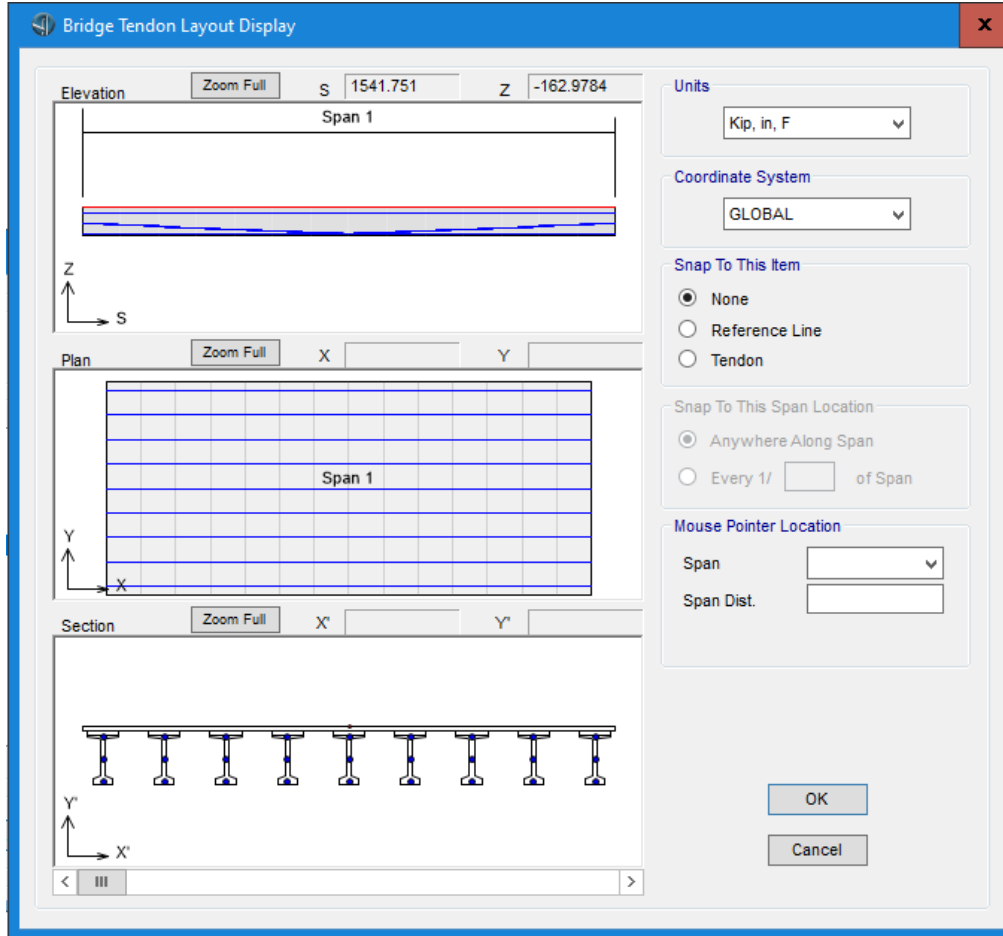 Bridge Tendon Layout Display
x
Elevation
Zoom Full
S
1541.751
Z
-162.9784
Span 1
Z
S
Plan
Zoom Full
X
Y
Span 1
Y
X
Section
Zoom Full
X'
Y'
Y'
X'
Units
Kip, in, F
Coordinate System
GLOBAL
Snap To This Item
None
Reference Line
Tendon
Snap To This Span Location
Anywhere Along Span
Every 1/ of Span
Mouse Pointer Location
Span
Span Dist.
OK
Cancel